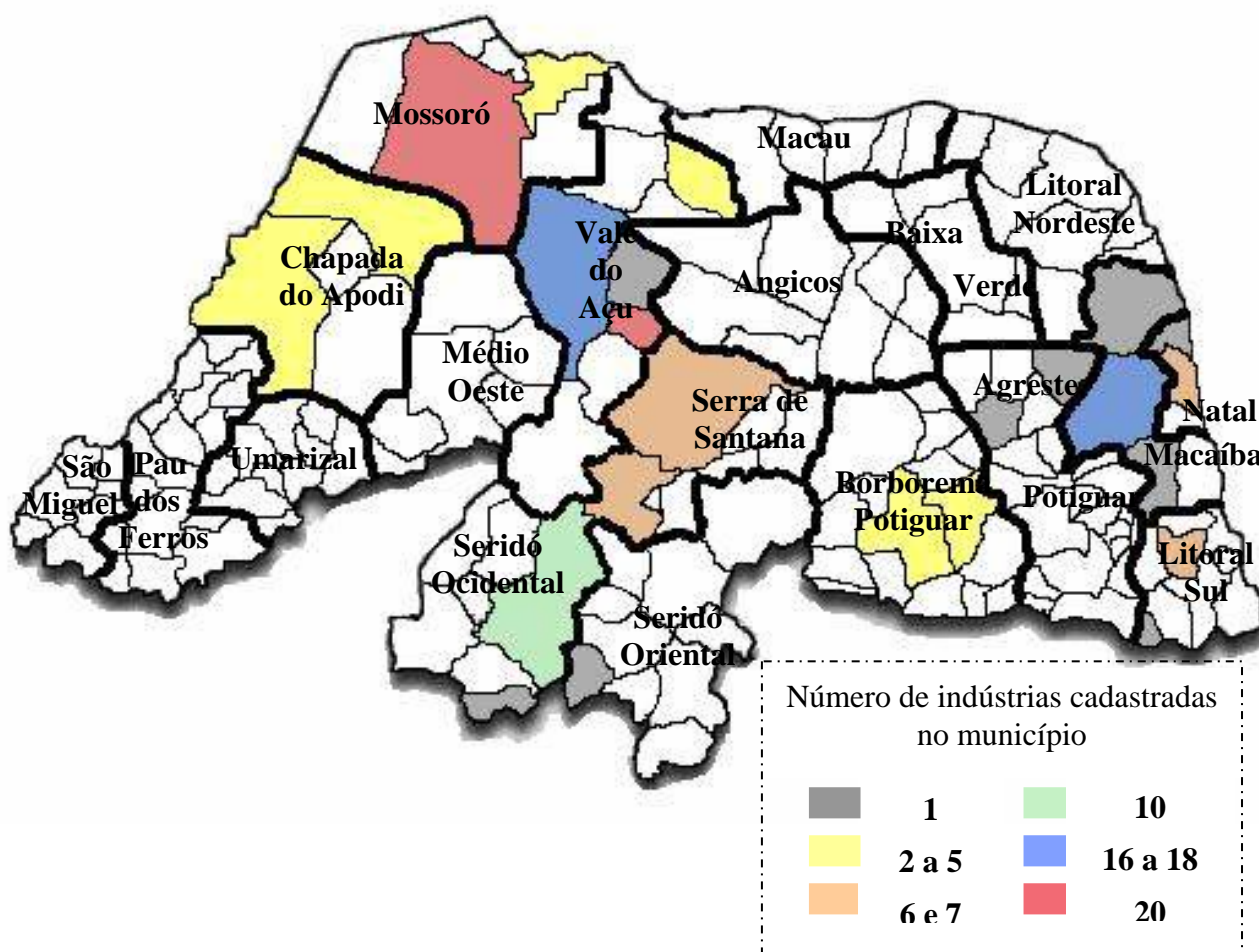 Mossoró
Macau
Litoral
Nordeste
Baixa
Verde
Chapada
do Apodi
Vale
do
Açu
Angicos
Médio
Oeste
Agreste
Serra de
Santana
Natal
Macaíba
Umarizal
São
Miguel
Pau
dos
Ferros
Borborema
Potiguar
Potiguar
Seridó
Ocidental
Litoral
Sul
Seridó
Oriental
Número de indústrias cadastradas
no município
1
10
2 a 5
16 a 18
6 e 7
20